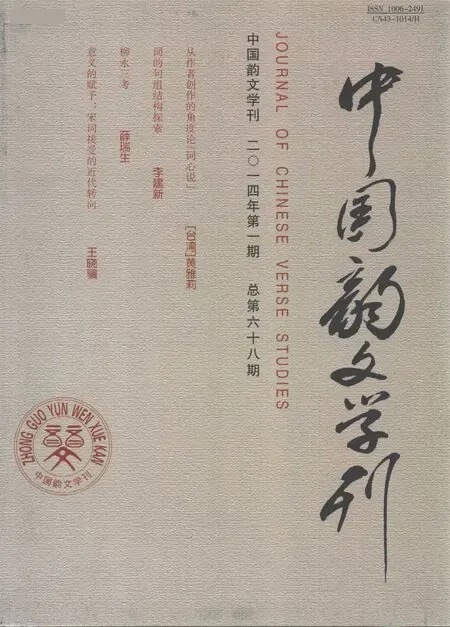 ISSN 1006-2491
CN43-1014/H
中国韵文学刊
JOURNAL OF CHINESE VERSE STUDIES
中国韵文学刊 二〇一四年第一期 总第六十八期
从作者创作的角度论“词心说” [台湾]黄雅莉
词的句组结构探索 李建新
柳永三考 薛瑞生
意义的赋予：宋词接受的近代转向 王晓骊
ZHONG GUO YUN WEN XUE KAN
中国韵文学刊